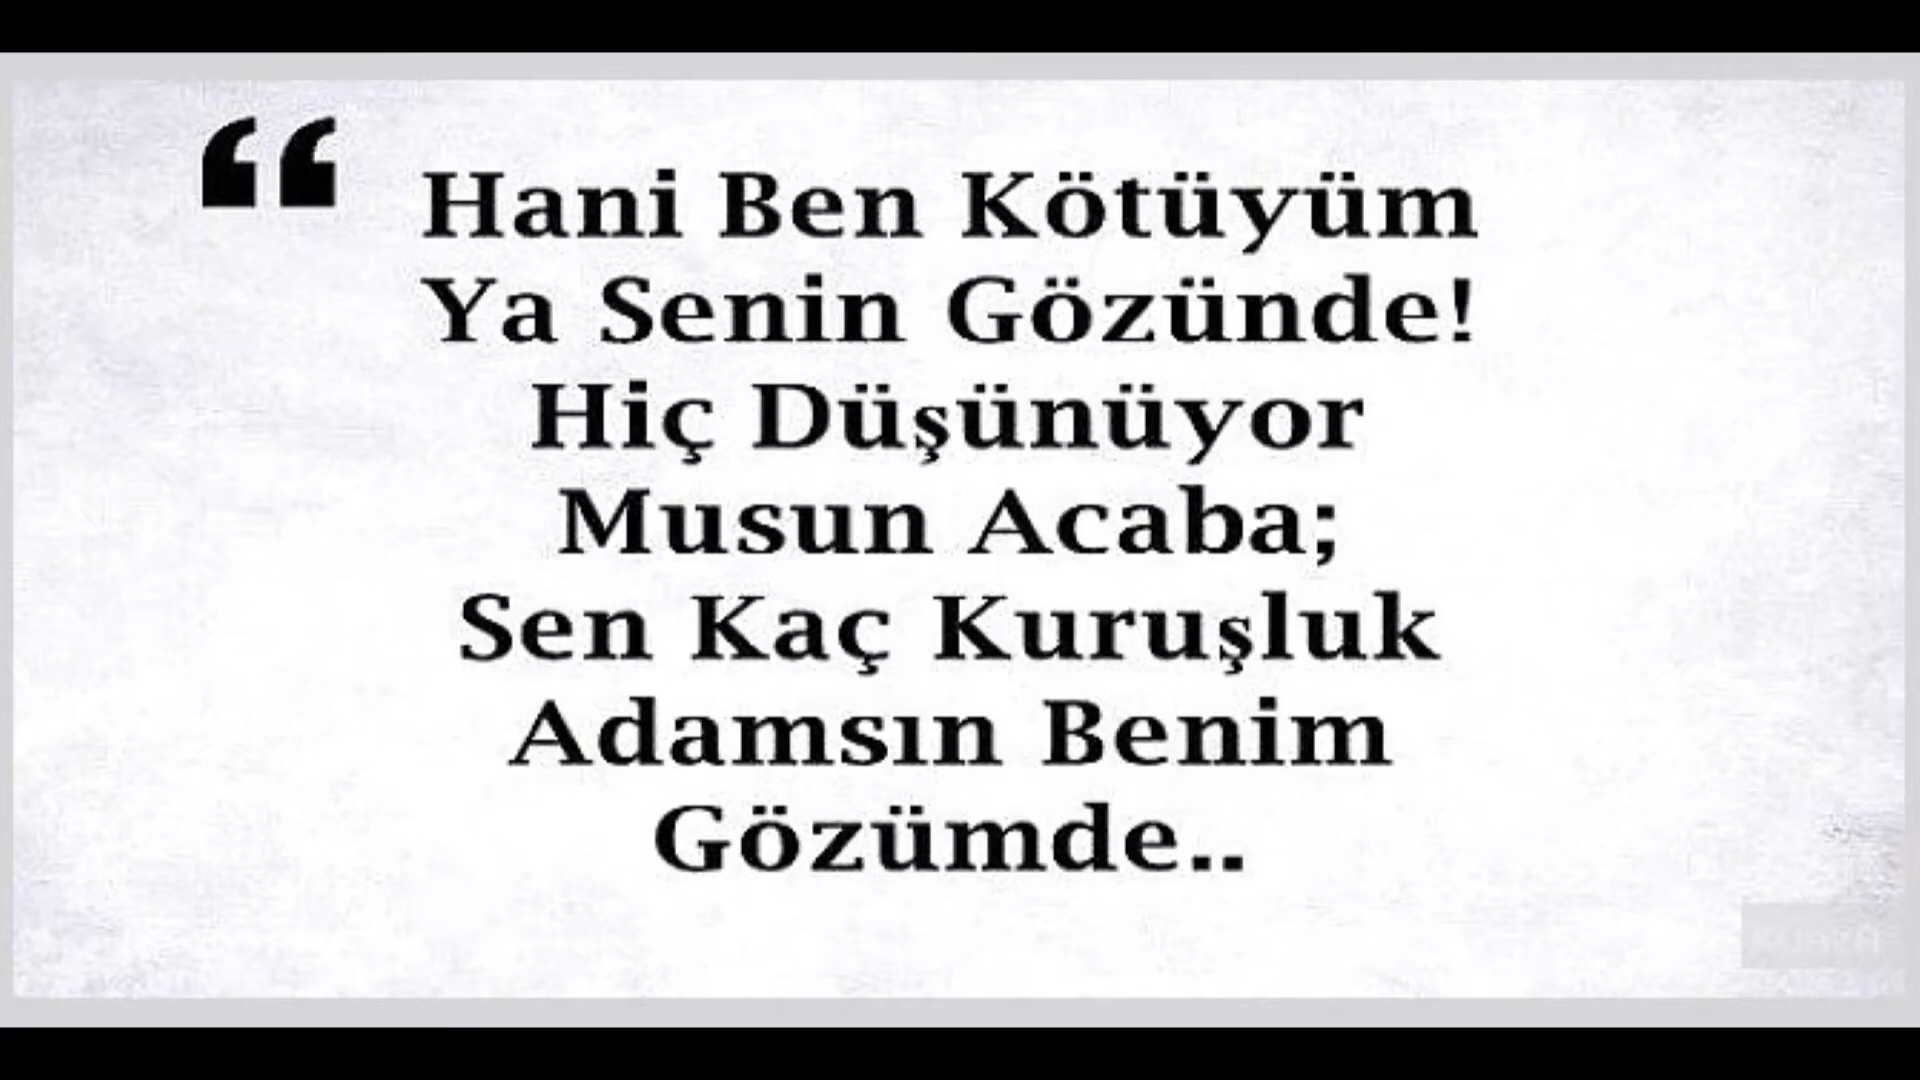 “ Hani Ben Kötüyüm
Ya Senin Gözünde!
Hiç Düşünüyor
Musun Acaba;
Sen Kaç Kuruşluk
Adamsın Benim
Gözümde..